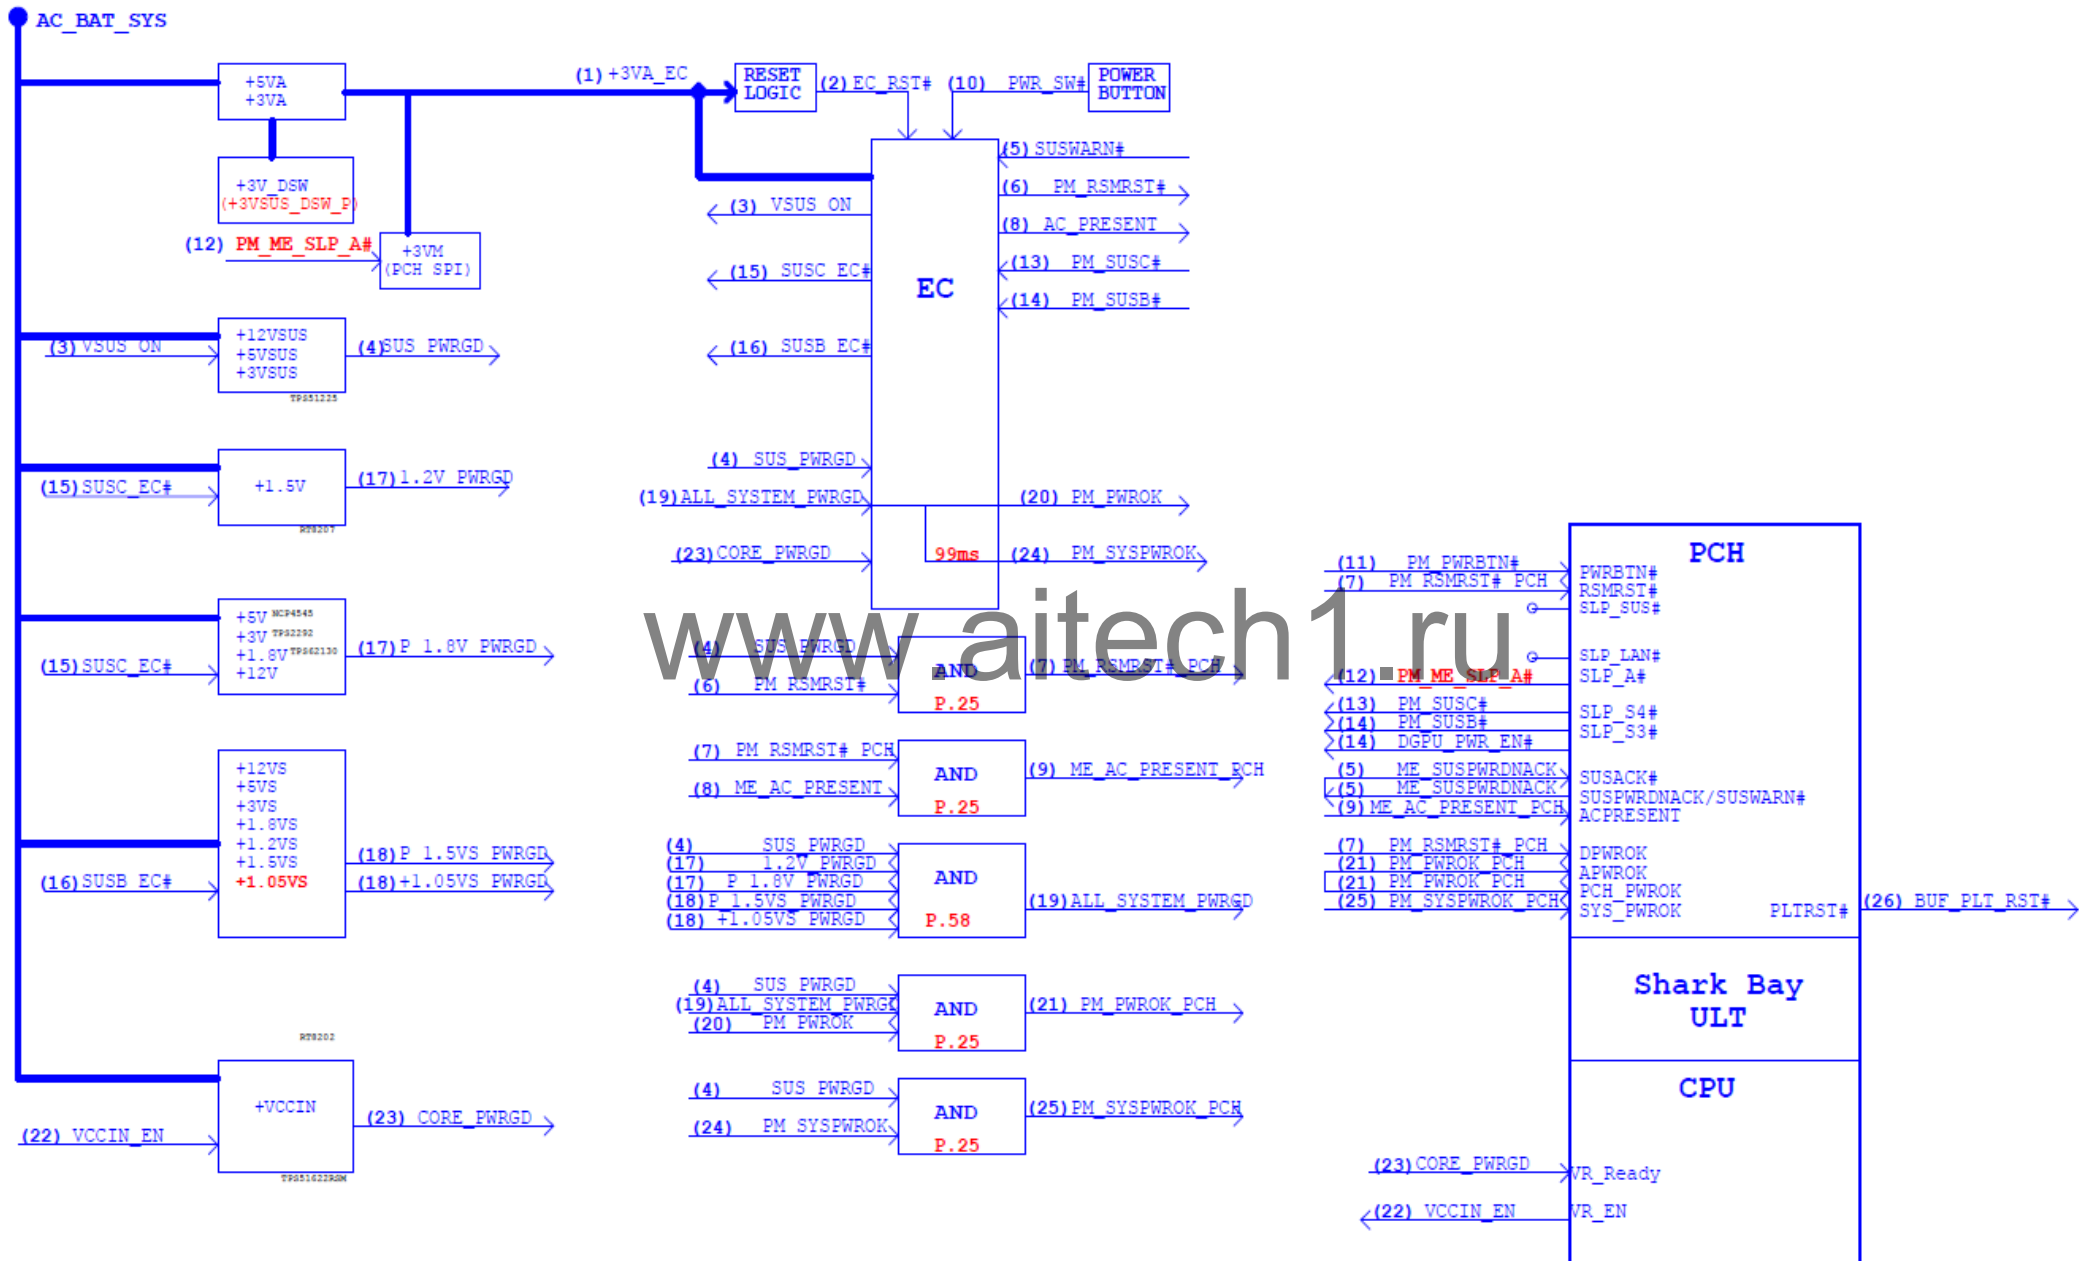 AC_BAT_SYS
+5VA
+3VA
+3V_DSW
(+3VSUS_DSW_P)
(12) PM_ME_SLP_A#
+3VM
(PCH SPI)
(1) +3VA_EC
RESET
LOGIC
(2) EC_RST#
(10) PWR_SW#
POWER
BUTTON
+12VSUS
+5VSUS
+3VSUS
(3) VSUS_ON
(4) SUS_PWRGD
TPS51225
(15) SUSC_EC#
+1.5V
(17) 1.2V_PWRGD
RT8207
+5V NCP4545
+3V TPS2292
+1.8V TPS62130
+12V
(15) SUSC_EC#
(17) P_1.8V_PWRGD
+12VS
+5VS
+3VS
+1.8VS
+1.2VS
+1.5VS
+1.05VS
(16) SUSB_EC#
(18) P_1.5VS_PWRGD
(18) +1.05VS_PWRGD
RT8202
+VCCIN
(22) VCCIN_EN
(23) CORE_PWRGD
TPS51622RSM
EC
(3) VSUS_ON
(15) SUSC_EC#
(16) SUSB_EC#
(4) SUS_PWRGD
(19) ALL_SYSTEM_PWRGD
(23) CORE_PWRGD
99ms
(5) SUSWARN#
(6) PM_RSMRST#
(8) AC_PRESENT
(13) PM_SUSC#
(14) PM_SUSB#
(20) PM_PWROK
(24) PM_SYSPWROK
www.aitech1.ru
(4) SUS_PWRGD
(6) PM_RSMRST#
AND
P.25
(7) PM_RSMRST#_PCH
(7) PM_RSMRST#_PCH
(8) ME_AC_PRESENT
AND
P.25
(9) ME_AC_PRESENT_PCH
(4) SUS_PWRGD
(17) 1.2V_PWRGD
(17) P_1.8V_PWRGD
(18) P_1.5VS_PWRGD
(18) +1.05VS_PWRGD
AND
P.58
(19) ALL_SYSTEM_PWRGD
(4) SUS_PWRGD
(19) ALL_SYSTEM_PWRGD
(20) PM_PWROK
AND
P.25
(21) PM_PWROK_PCH
(4) SUS_PWRGD
(24) PM_SYSPWROK
AND
P.25
(25) PM_SYSPWROK_PCH
PCH
(11) PM_PWRBTN# PWRBTN#
(7) PM_RSMRST#_PCH RSMRST#
SLP_SUS#
SLP_LAN#
(12) PM_ME_SLP_A# SLP_A#
(13) PM_SUSC# SLP_S4#
(14) PM_SUSB# SLP_S3#
(14) DGPU_PWR_EN#
(5) ME_SUSPWRDNACK SUSACK#
(5) ME_SUSPWRDNACK SUSPWRDNACK/SUSWARN#
(9) ME_AC_PRESENT_PCH ACPRESENT
(7) PM_RSMRST#_PCH DPWROK
(21) PM_PWROK_PCH APWROK
(21) PM_PWROK_PCH PCH_PWROK
(25) PM_SYSPWROK_PCH SYS_PWROK
PLTRST# (26) BUF_PLT_RST#
Shark Bay
ULT
CPU
(23) CORE_PWRGD VR_Ready
(22) VCCIN_EN VR_EN